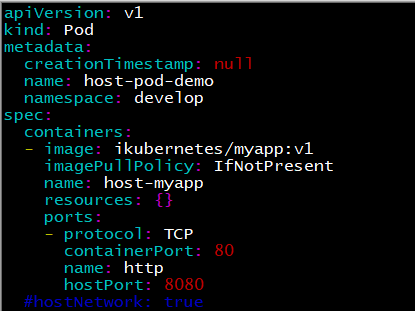 apiVersion: v1
kind: Pod
metadata:
  creationTimestamp: null
  name: host-pod-demo
  namespace: develop
spec:
  containers:
  - image: ikubernetes/myapp:v1
    imagePullPolicy: IfNotPresent
    name: host-myapp
    resources: {}
    ports:
    - protocol: TCP
      containerPort: 80
      name: http
      hostPort: 8080
  #hostNetwork: true